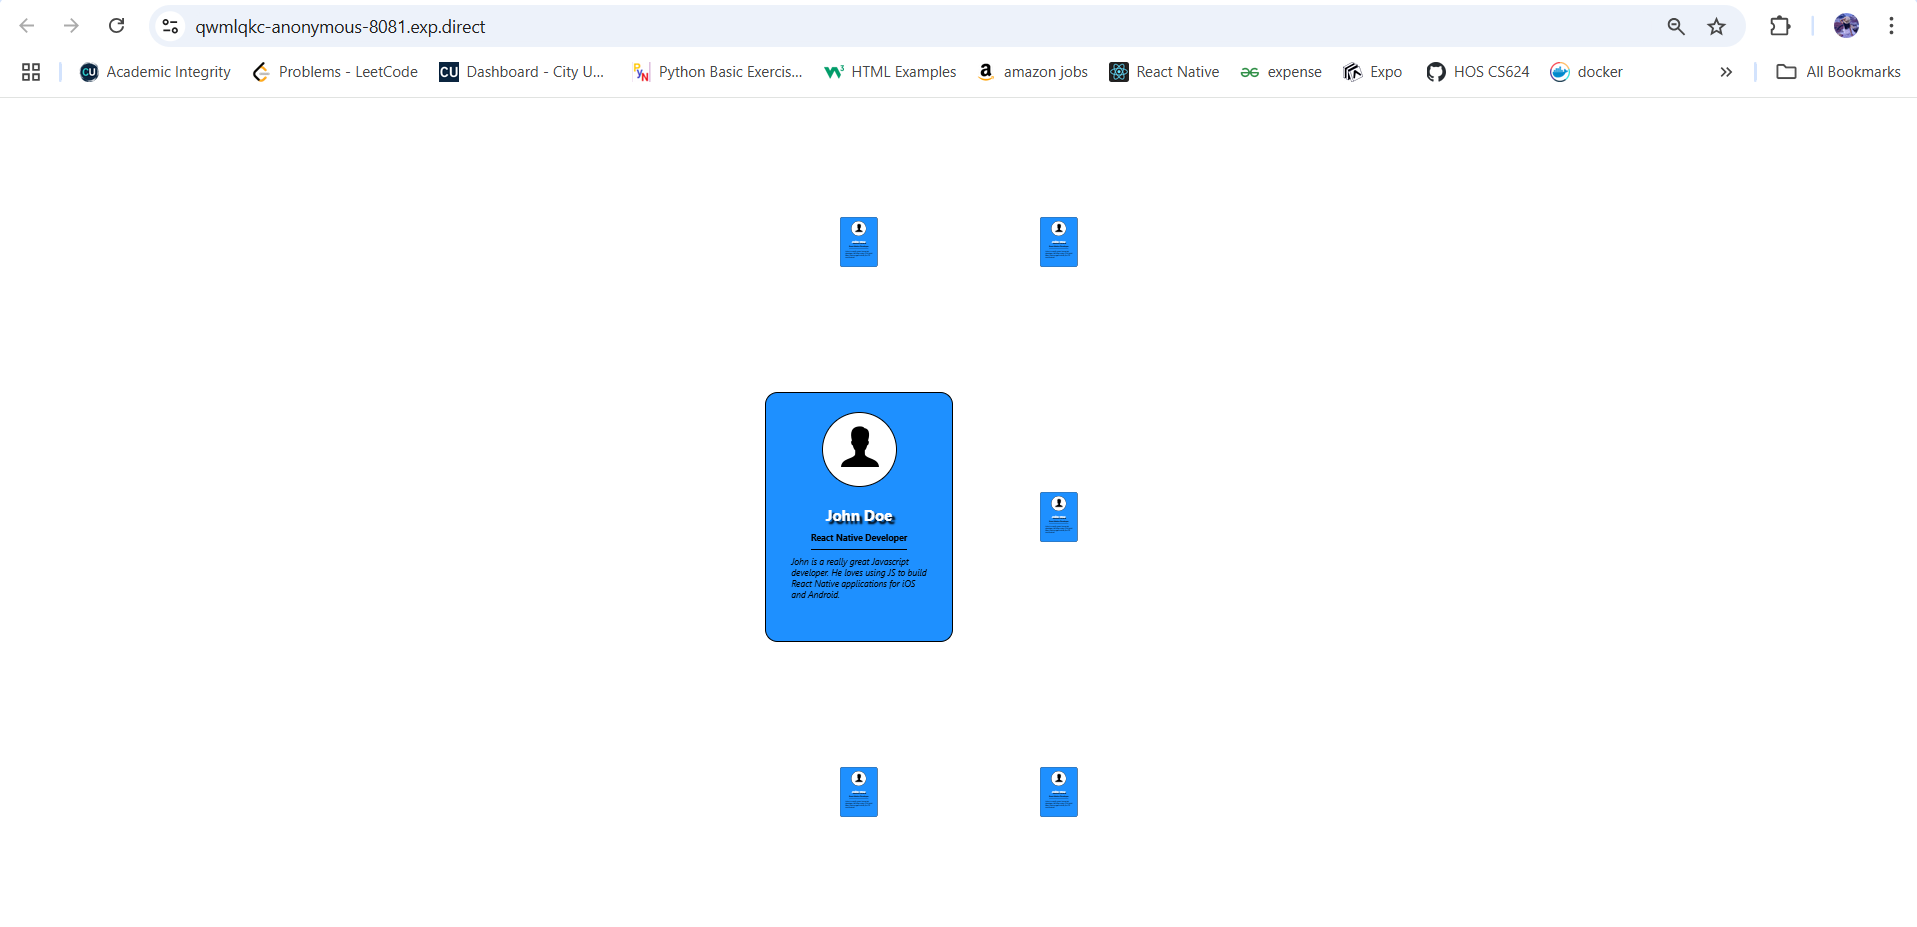 qwmlqkc-anonymous-8081.exp.direct
CU Academic Integrity
Problems - LeetCode
CU Dashboard - City U...
Python Basic Exercis...
HTML Examples
amazon jobs
React Native
expense
Expo
HOS CS624
docker
All Bookmarks
John Doe
React Native Developer
John is a really great Javascript
developer. He loves using JS to build
React Native applications for iOS
and Android.